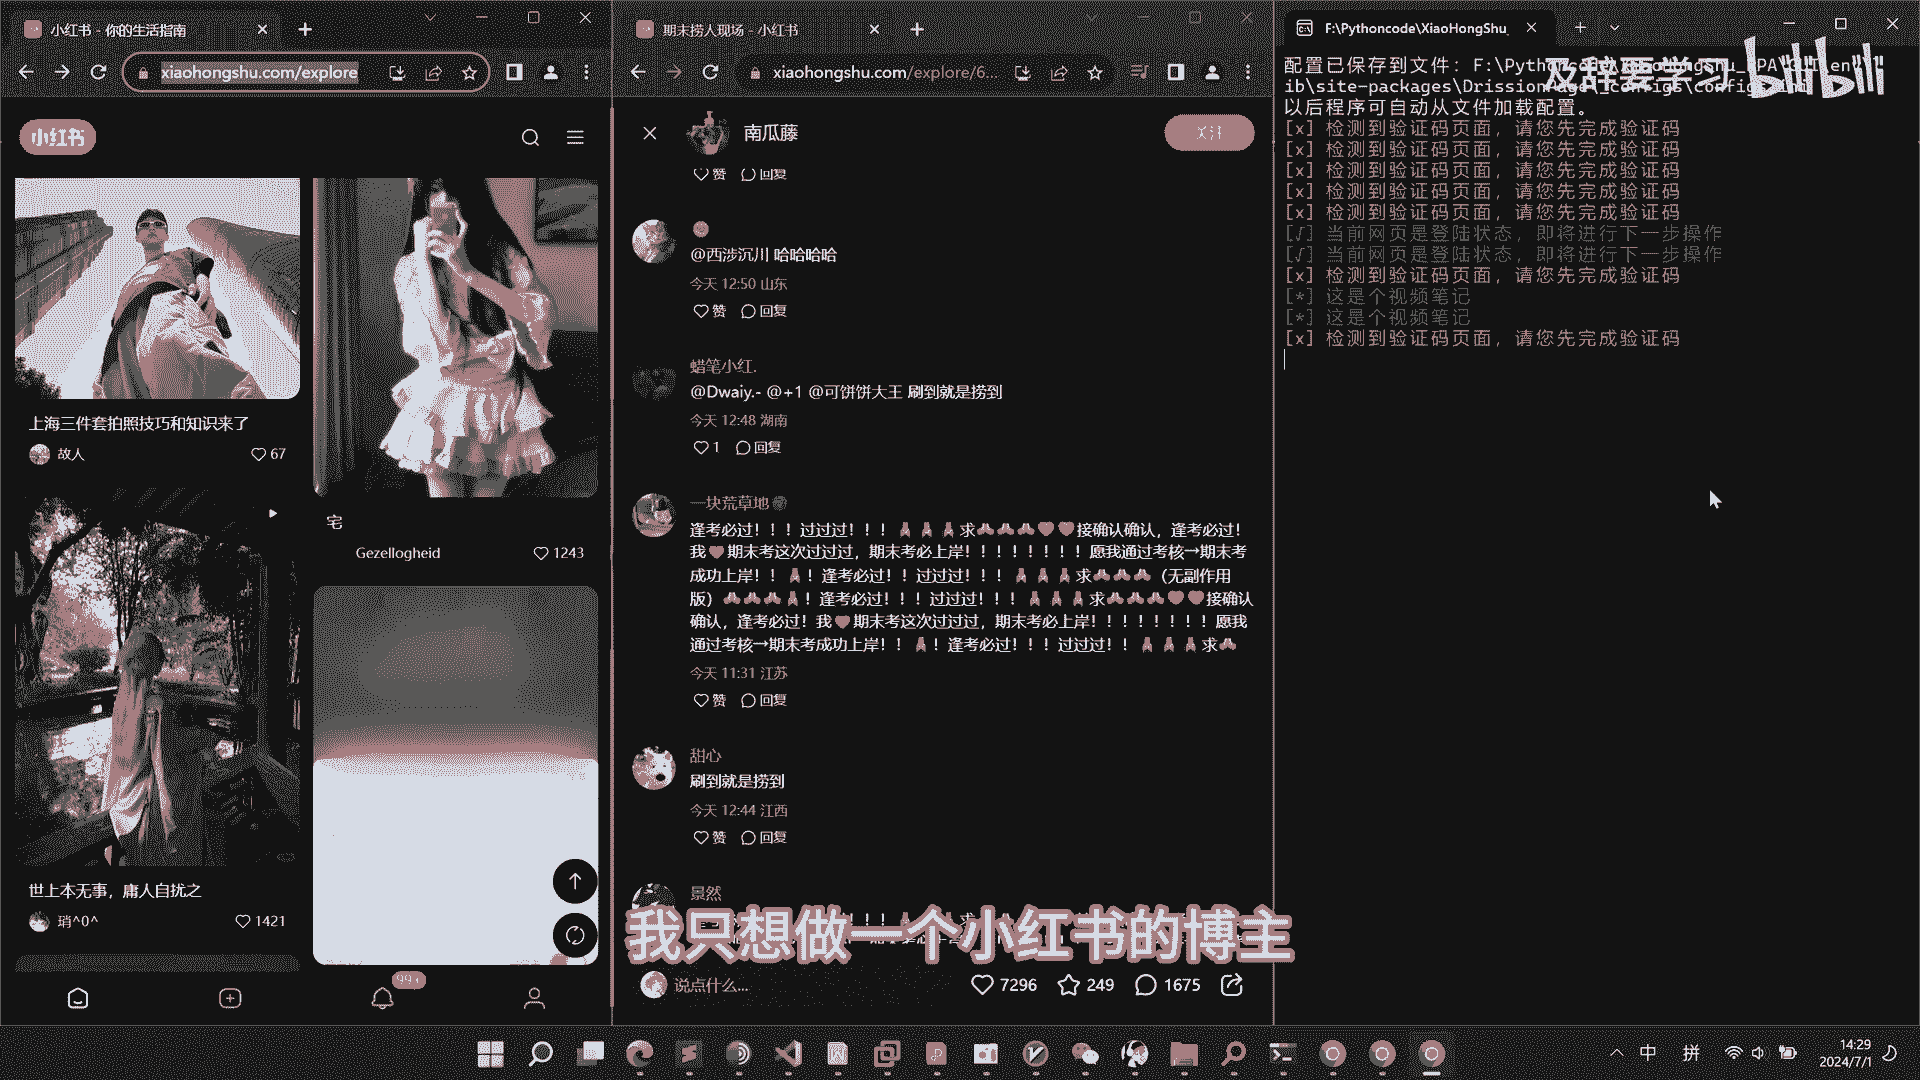 小红书 - 你的生活指南
xiaohongshu.com/explore
小红书
上海三件套拍照技巧和知识来了
故人
67
宅
Gezellogheid
1243
世上本无事，庸人自扰之
琑^0^
1421
99+
期末捞人现场 - 小红书
xiaohongshu.com/explore/6...
南瓜藤
关注
赞 回复
@西涉沉川 哈哈哈哈
今天 12:50 山东
赞 回复
蜡笔小红.
@Dwaiy.- @+1 @可饼饼大王 刷到就是捞到
今天 12:48 湖南
1 回复
一块荒草地
逢考必过！！！过过过！！！🙏🙏🙏求🙏🙏🙏❤❤接确认确认，逢考必过！
我❤期末考这次过过过，期末考必上岸！！！！！！！！愿我通过考核→期末考
成功上岸！！🙏！逢考必过！！过过过！！！🙏🙏🙏求🙏🙏🙏（无副作用
版）🙏🙏🙏🙏！逢考必过！！！过过过！！！🙏🙏🙏求🙏🙏🙏❤❤接确认
确认，逢考必过！我❤期末考这次过过过，期末考必上岸！！！！！！！！愿我
通过考核→期末考成功上岸！！🙏！逢考必过！！！过过过！！🙏🙏🙏求🙏
今天 11:31 江苏
赞 回复
甜心
刷到就是捞到
今天 12:44 江西
赞 回复
景然
我只想做一个小红书的博主
说点什么...
7296 249 1675
F:\Pythoncode\XiaoHongShu_
配置已保存到文件：F:\Pyth
及辞要学习 bilibili
ib\site-packages\Drission
以后程序可自动从文件加载配置。
[x] 检测到验证码页面，请您先完成验证码
[x] 检测到验证码页面，请您先完成验证码
[x] 检测到验证码页面，请您先完成验证码
[x] 检测到验证码页面，请您先完成验证码
[x] 检测到验证码页面，请您先完成验证码
[√] 当前网页是登陆状态，即将进行下一步操作
[√] 当前网页是登陆状态，即将进行下一步操作
[x] 检测到验证码页面，请您先完成验证码
[*] 这是个视频笔记
[*] 这是个视频笔记
[x] 检测到验证码页面，请您先完成验证码
中 拼
14:29
2024/7/1